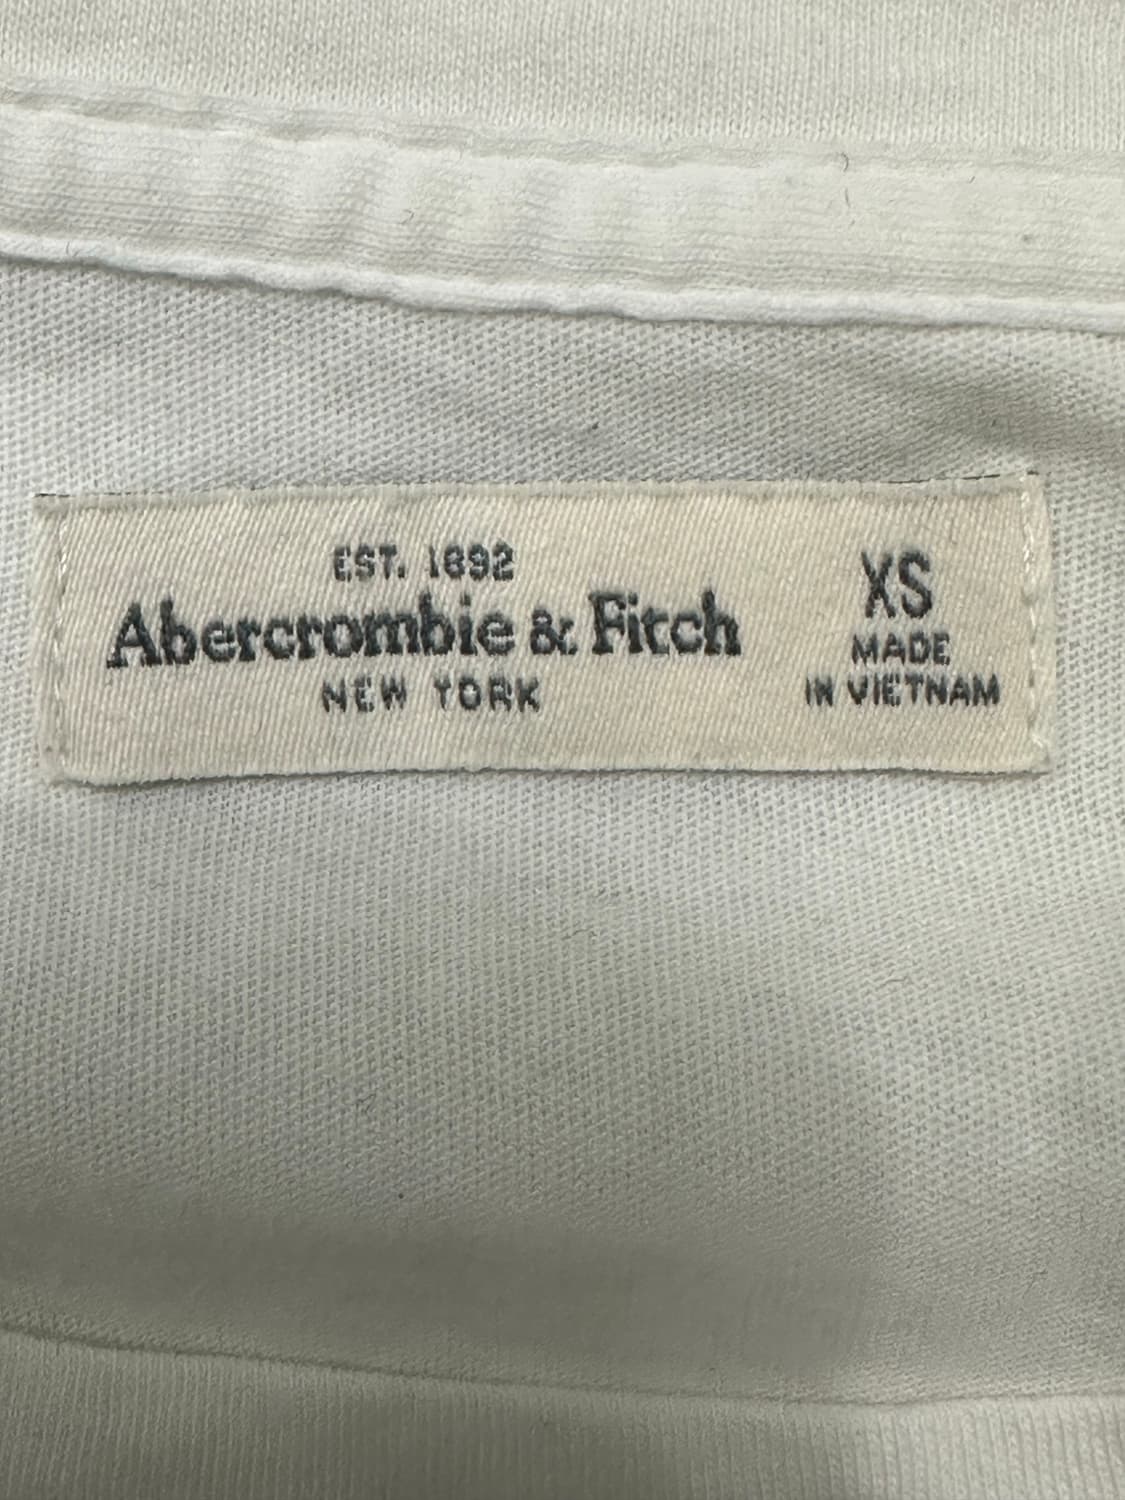 EST. 1892
Abercrombie & Fitch
NEW YORK
XS
MADE
IN VIETNAM